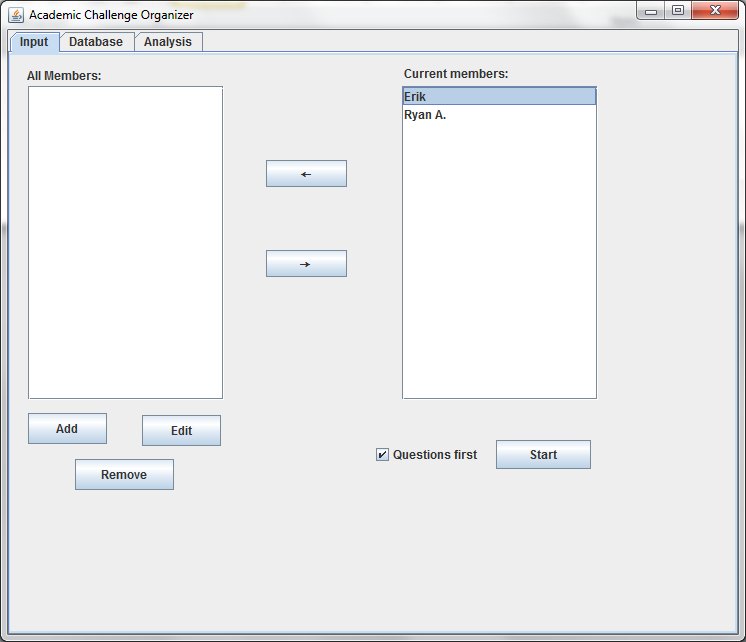 Academic Challenge Organizer
Input
Database
Analysis
All Members:
Current members:
Erik
Ryan A.
←
→
Add
Edit
Remove
Questions first
Start